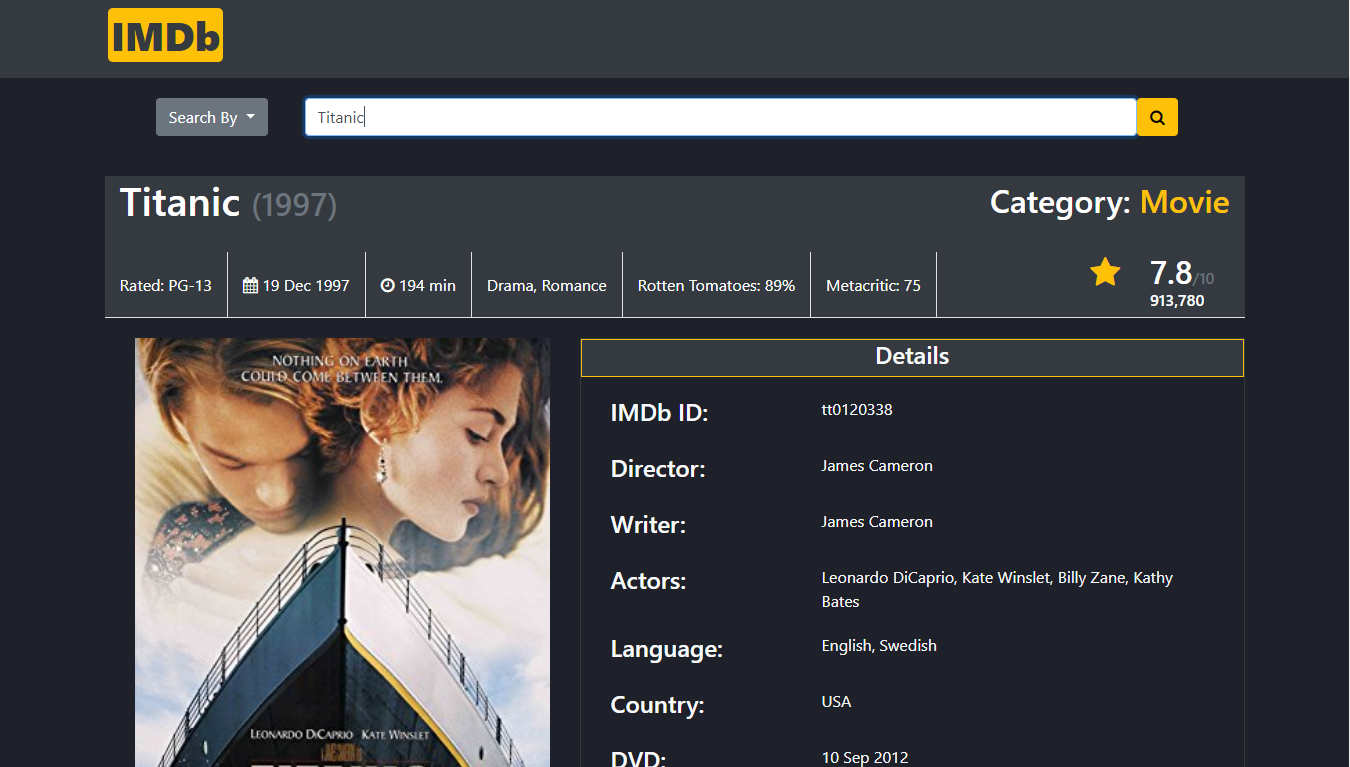 IMDb
Search By
Titanic
Titanic (1997)
Category: Movie
Rated: PG-13
19 Dec 1997
194 min
Drama, Romance
Rotten Tomatoes: 89%
Metacritic: 75
7.8/10
913,780
NOTHING ON EARTH
COULD COME BETWEEN THEM.
LEONARDO DICAPRIO KATE WINSLET
Details
IMDb ID: tt0120338
Director: James Cameron
Writer: James Cameron
Actors: Leonardo DiCaprio, Kate Winslet, Billy Zane, Kathy
Bates
Language: English, Swedish
Country: USA
DVD: 10 Sep 2012